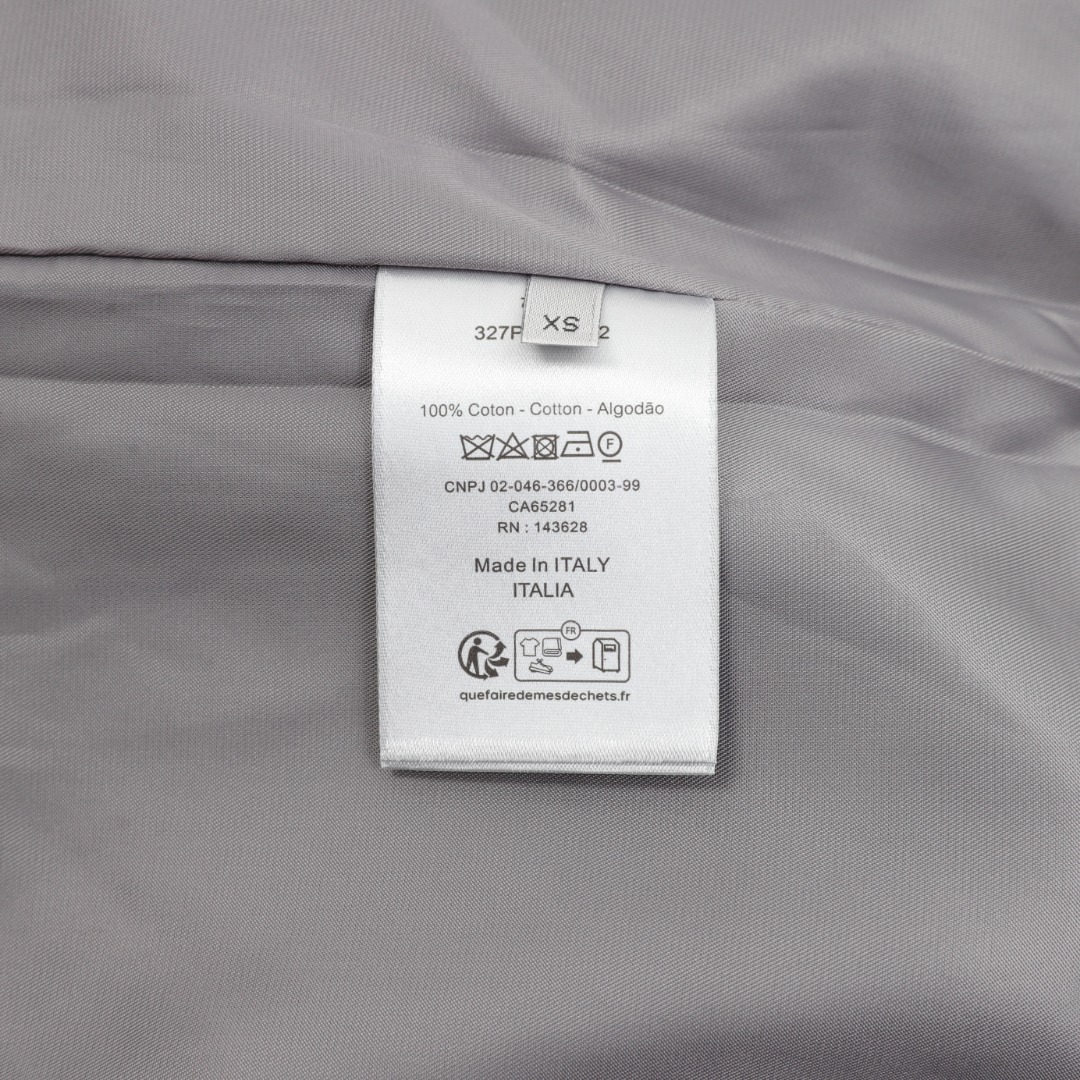 XS
100% Coton - Cotton - Algodão
F
CNPJ 02-046-366/0003-99
CA65281
RN : 143628
Made In ITALY
ITALIA
FR
quefairedemesdechets.fr